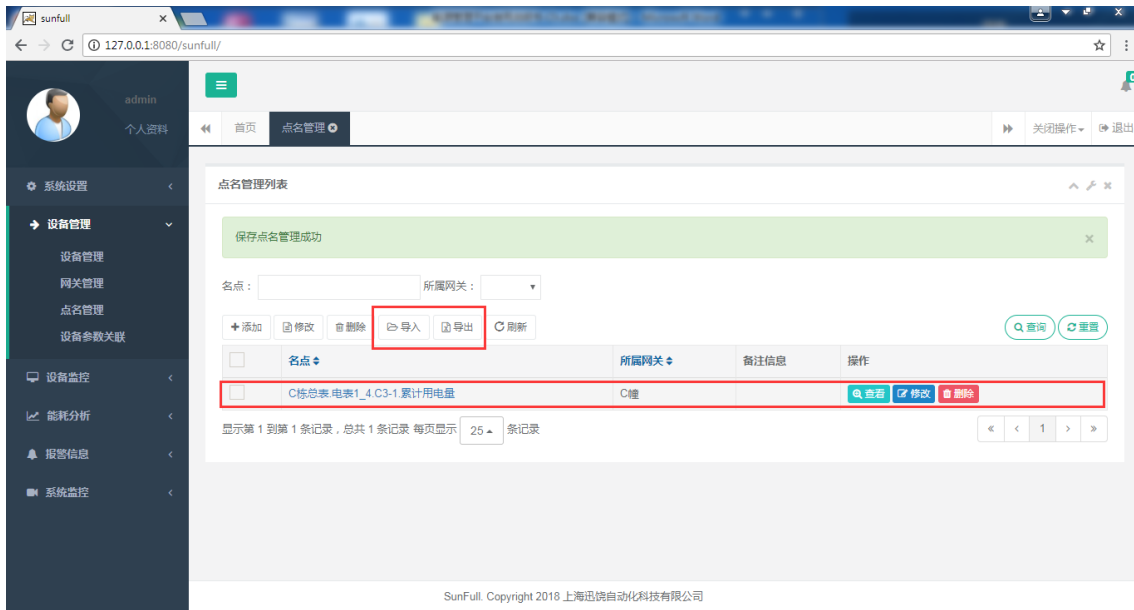 sunfull
127.0.0.1:8080/sunfull/
admin
个人资料
首页 点名管理 关闭操作 退出
系统设置
设备管理
设备管理
网关管理
点名管理
设备参数关联
设备监控
能耗分析
报警信息
系统监控
点名管理列表
保存点名管理成功
名点： 所属网关：
添加 修改 删除 导入 导出 刷新 查询 重置
名点 所属网关 备注信息 操作
C栋总表.电表1_4.C3-1.累计用电量 C幢 查看 修改 删除
显示第 1 到第 1 条记录，总共 1 条记录 每页显示 25 条记录
« ‹ 1 › »
SunFull. Copyright 2018 上海迅饶自动化科技有限公司